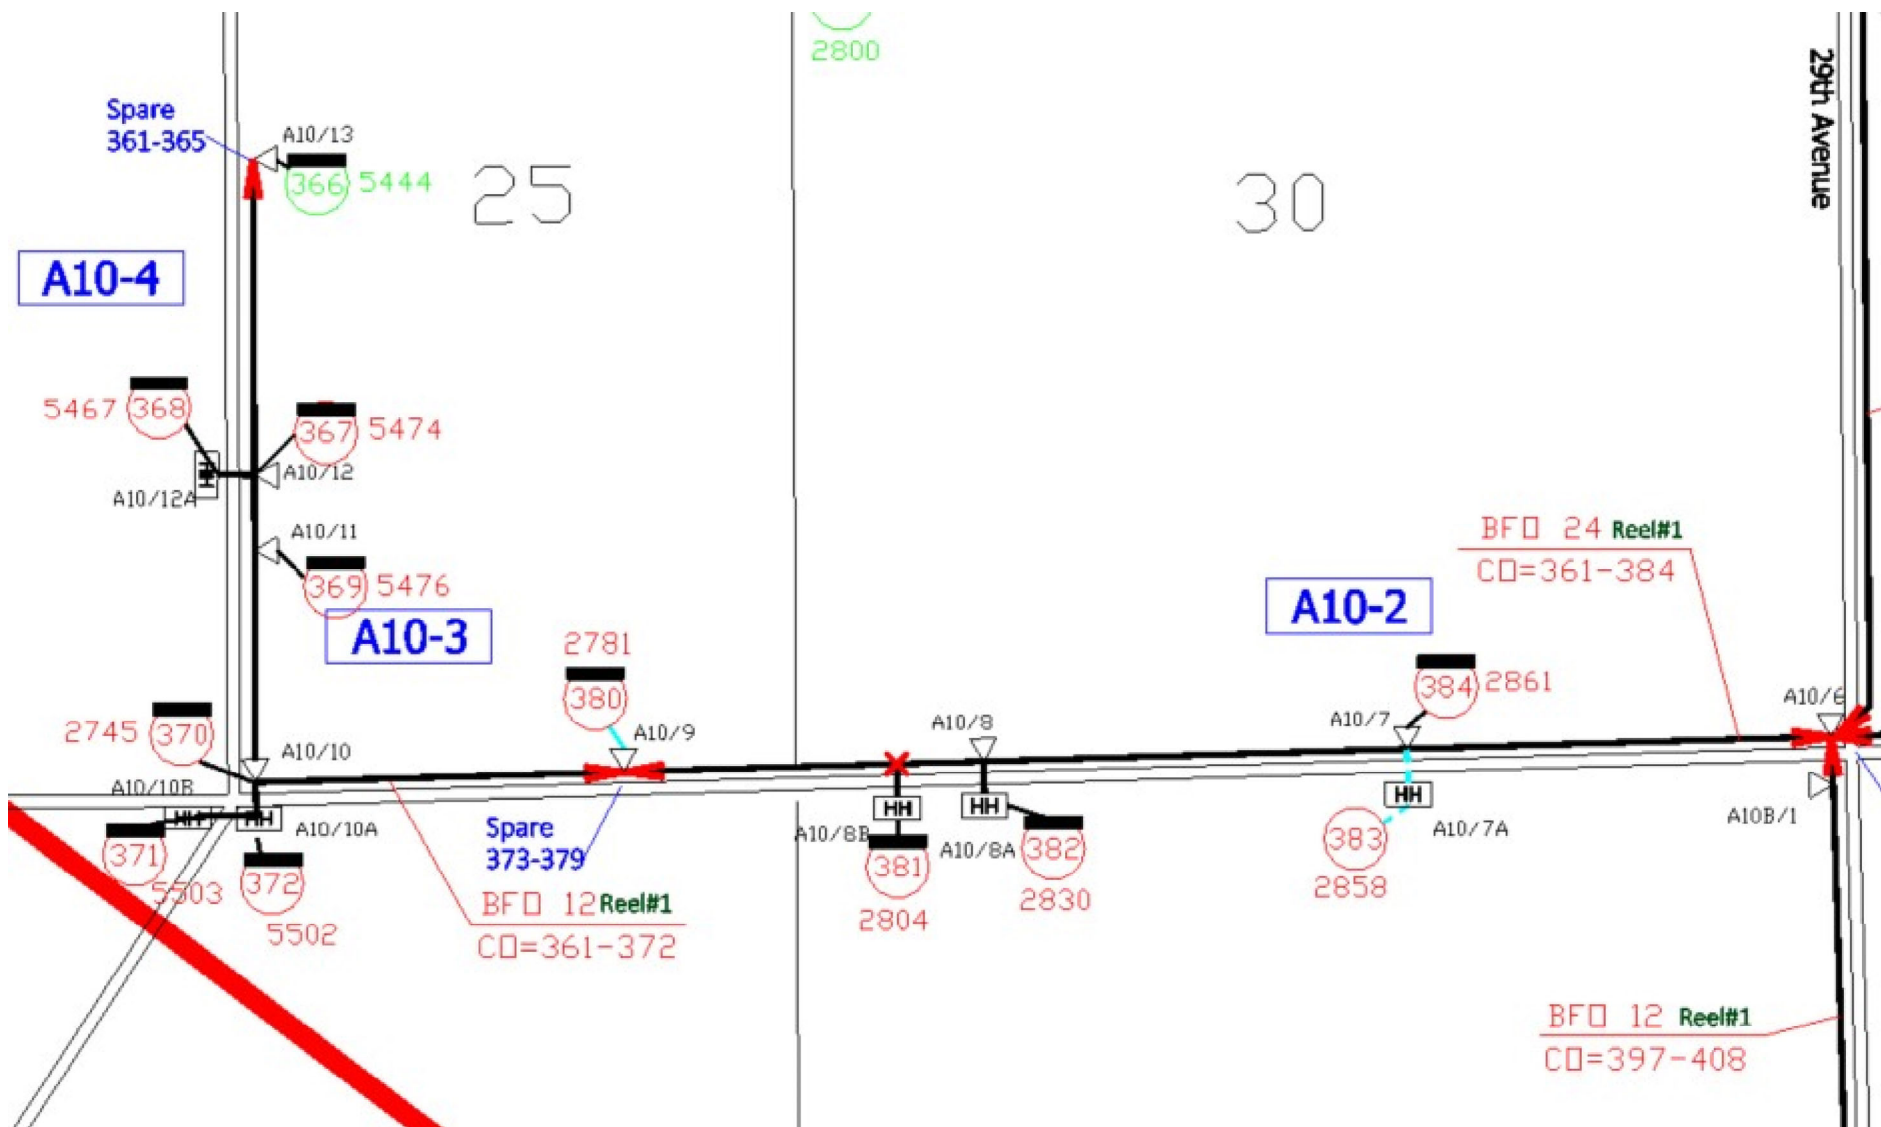 2800
29th Avenue
Spare
361-365
A10/13
366 5444
25
30
A10-4
5467 368
367 5474
A10/12
A10/12A
A10/11
369 5476
A10-3
BFO 24 Reel#1
CO=361-384
A10-2
2781
380
384 2861
A10/6
2745 370
A10/10
A10/9
A10/8
A10/7
A10/10B
HH
HH
A10/10A
371
5503
372
5502
Spare
373-379
BFO 12 Reel#1
CO=361-372
HH
A10/8B
381
2804
HH
A10/8A
382
2830
HH
383
2858
A10/7A
A10B/1
HH
BFO 12 Reel#1
CO=397-408